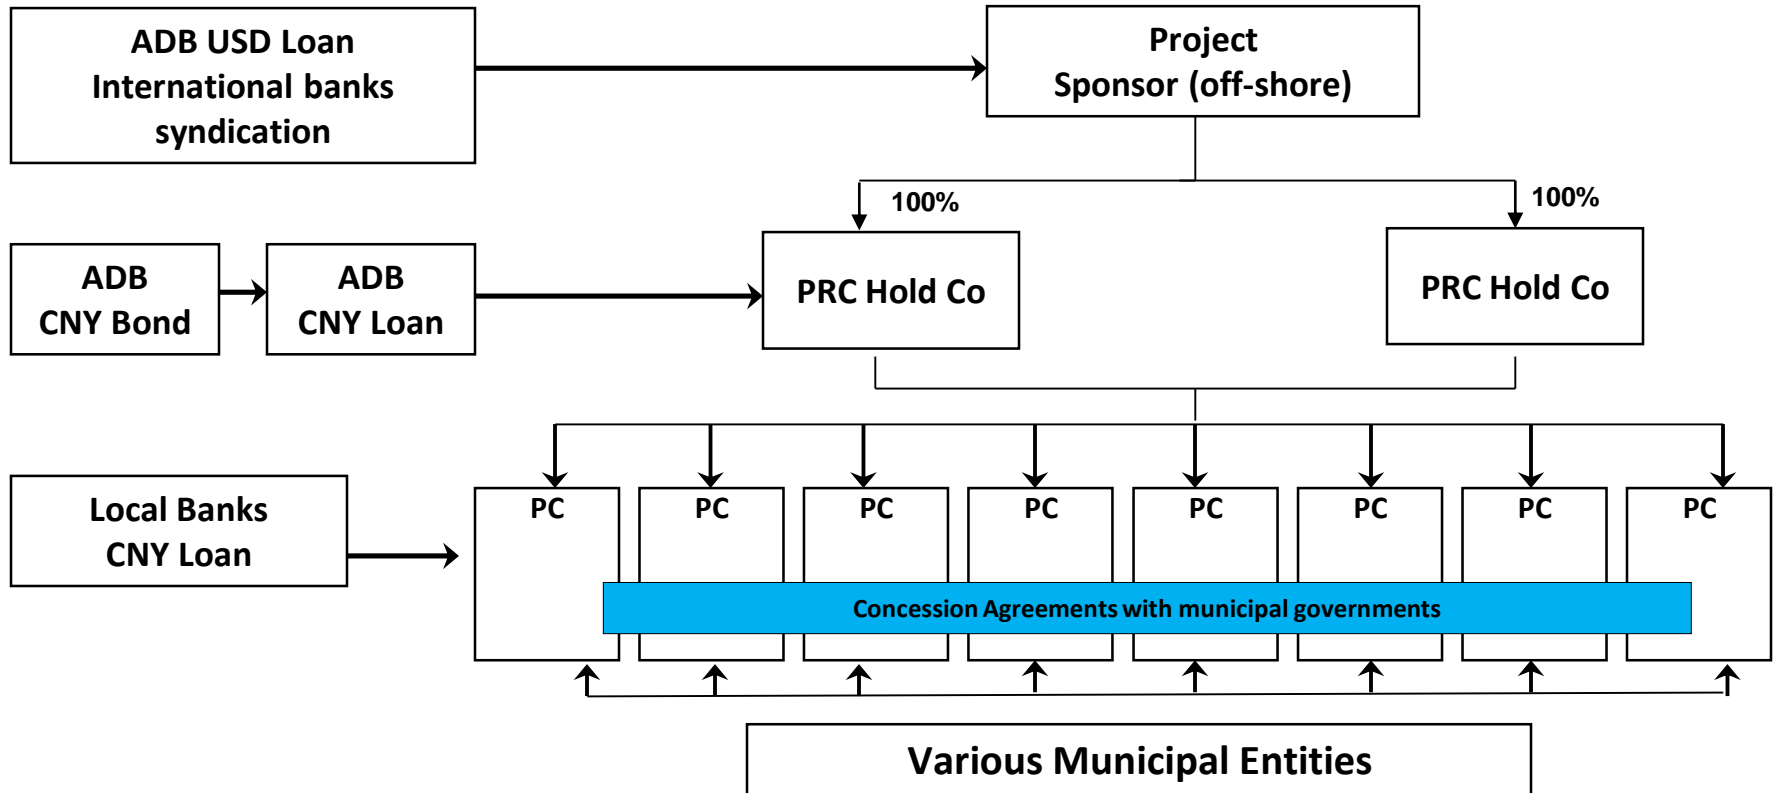 ADB USD Loan
International banks
syndication
Project
Sponsor (off-shore)
100%
100%
ADB
CNY Bond
ADB
CNY Loan
PRC Hold Co
PRC Hold Co
Local Banks
CNY Loan
PC
PC
PC
PC
PC
PC
PC
PC
Concession Agreements with municipal governments
Various Municipal Entities